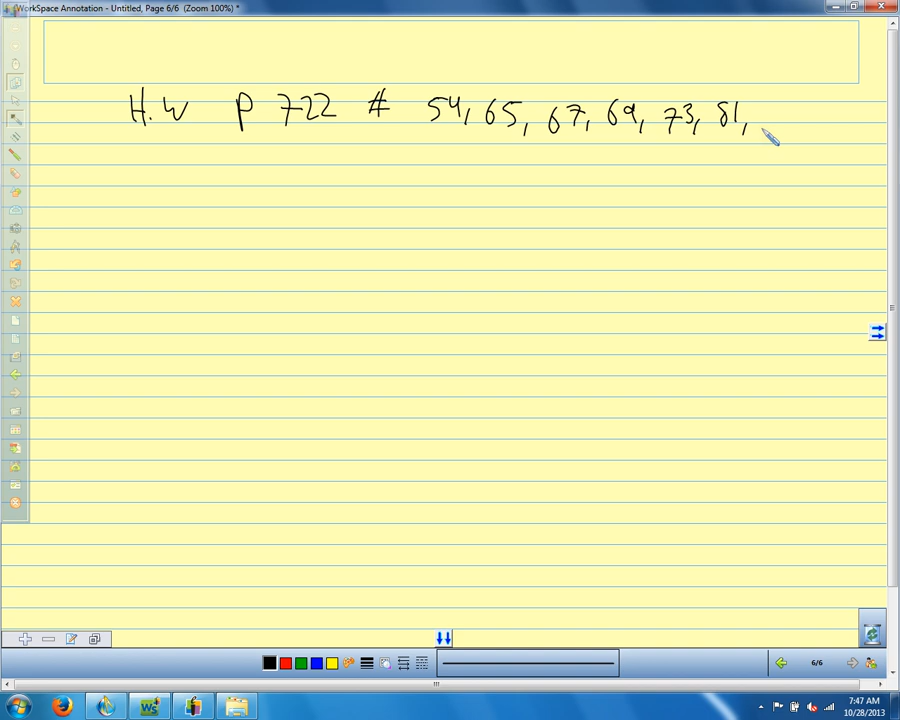 WorkSpace Annotation - Untitled, Page 6/6 (Zoom 100%) *
H.W P 722 # 54, 65, 67, 69, 73, 81,
6/6
7:47 AM
10/28/2013